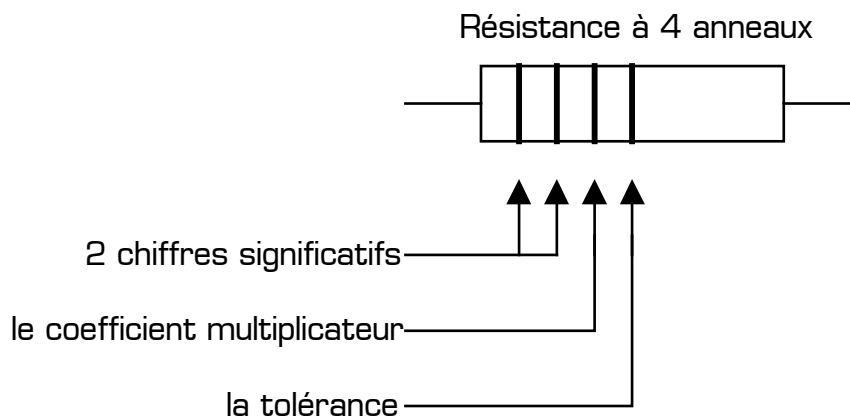 Résistance à 4 anneaux
2 chiffres significatifs
le coefficient multiplicateur
la tolérance